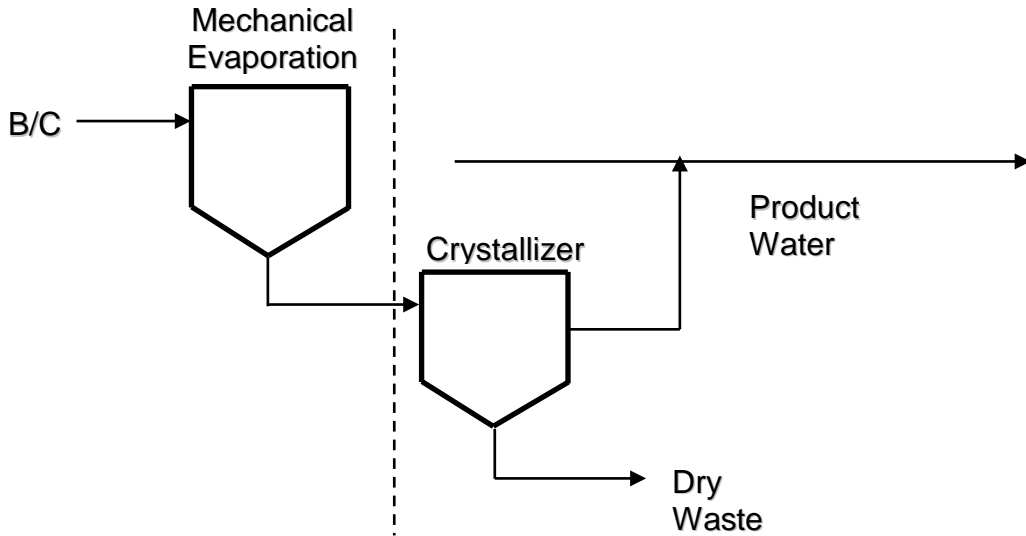 Mechanical
Evaporation
B/C
Product
Water
Crystallizer
Dry
Waste